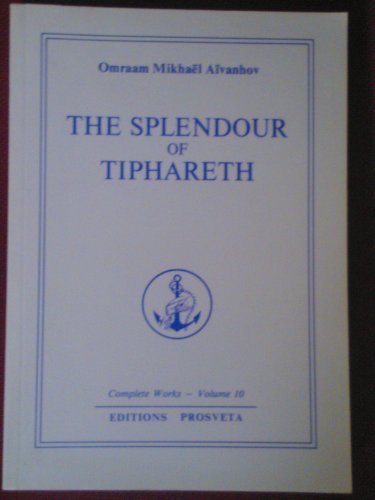 Omraam Mikhaël Aïvanhov
THE SPLENDOUR
OF
TIPHARETH
Complete Works – Volume 10
EDITIONS PROSVETA